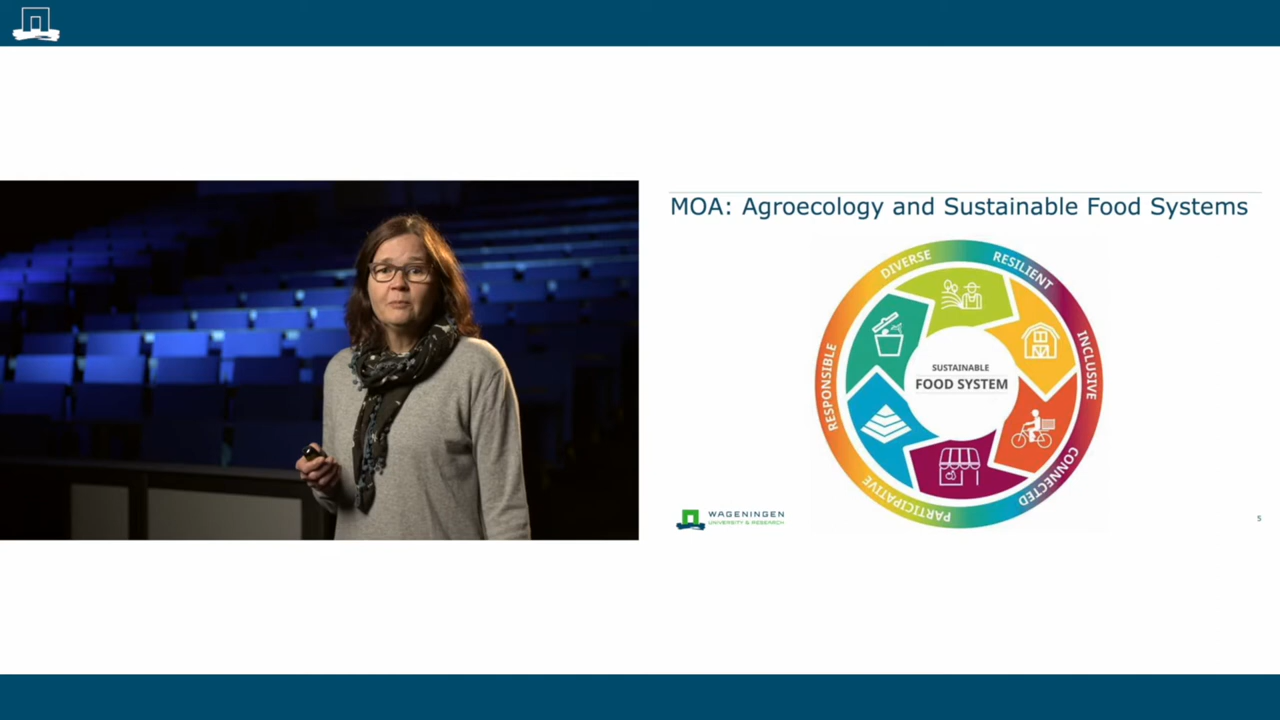 MOA: Agroecology and Sustainable Food Systems
DIVERSE
RESILIENT
INCLUSIVE
CONNECTED
PARTICIPATIVE
RESPONSIBLE
SUSTAINABLE
FOOD SYSTEM
WAGENINGEN
UNIVERSITY & RESEARCH
5